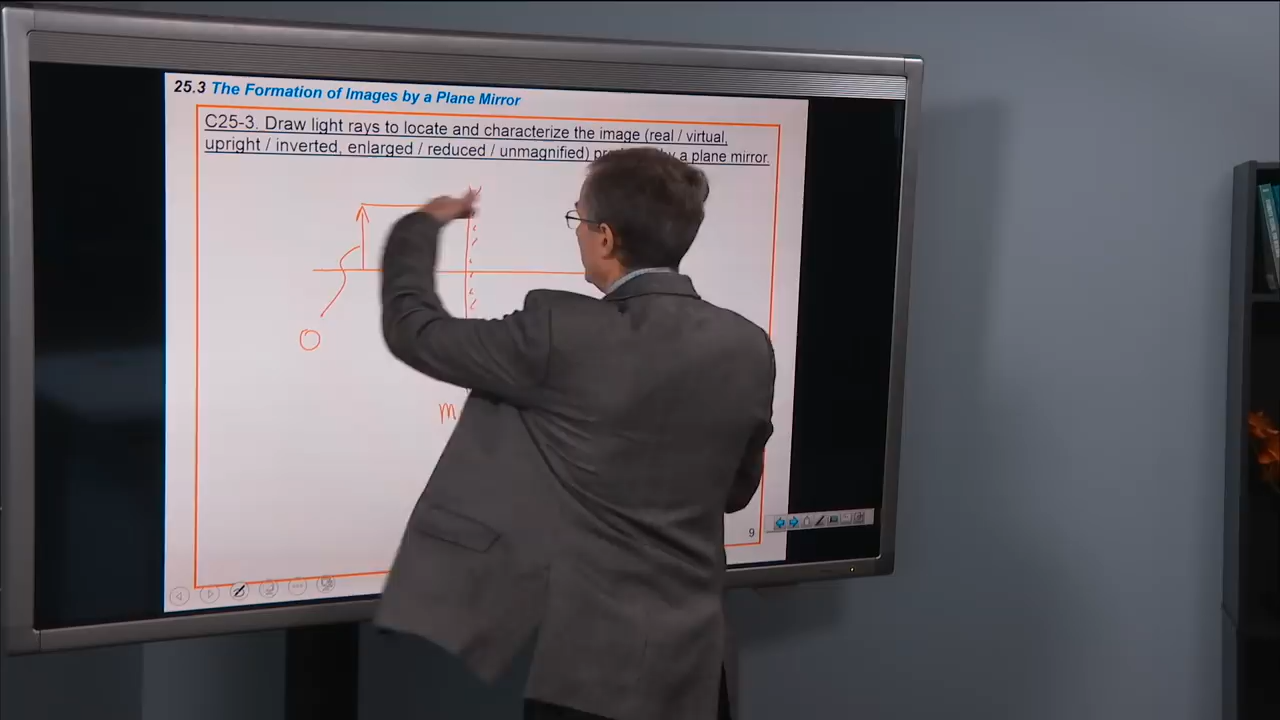 25.3 The Formation of Images by a Plane Mirror
C25-3. Draw light rays to locate and characterize the image (real / virtual,
upright / inverted, enlarged / reduced / unmagnified) by a plane mirror.
O
m
9